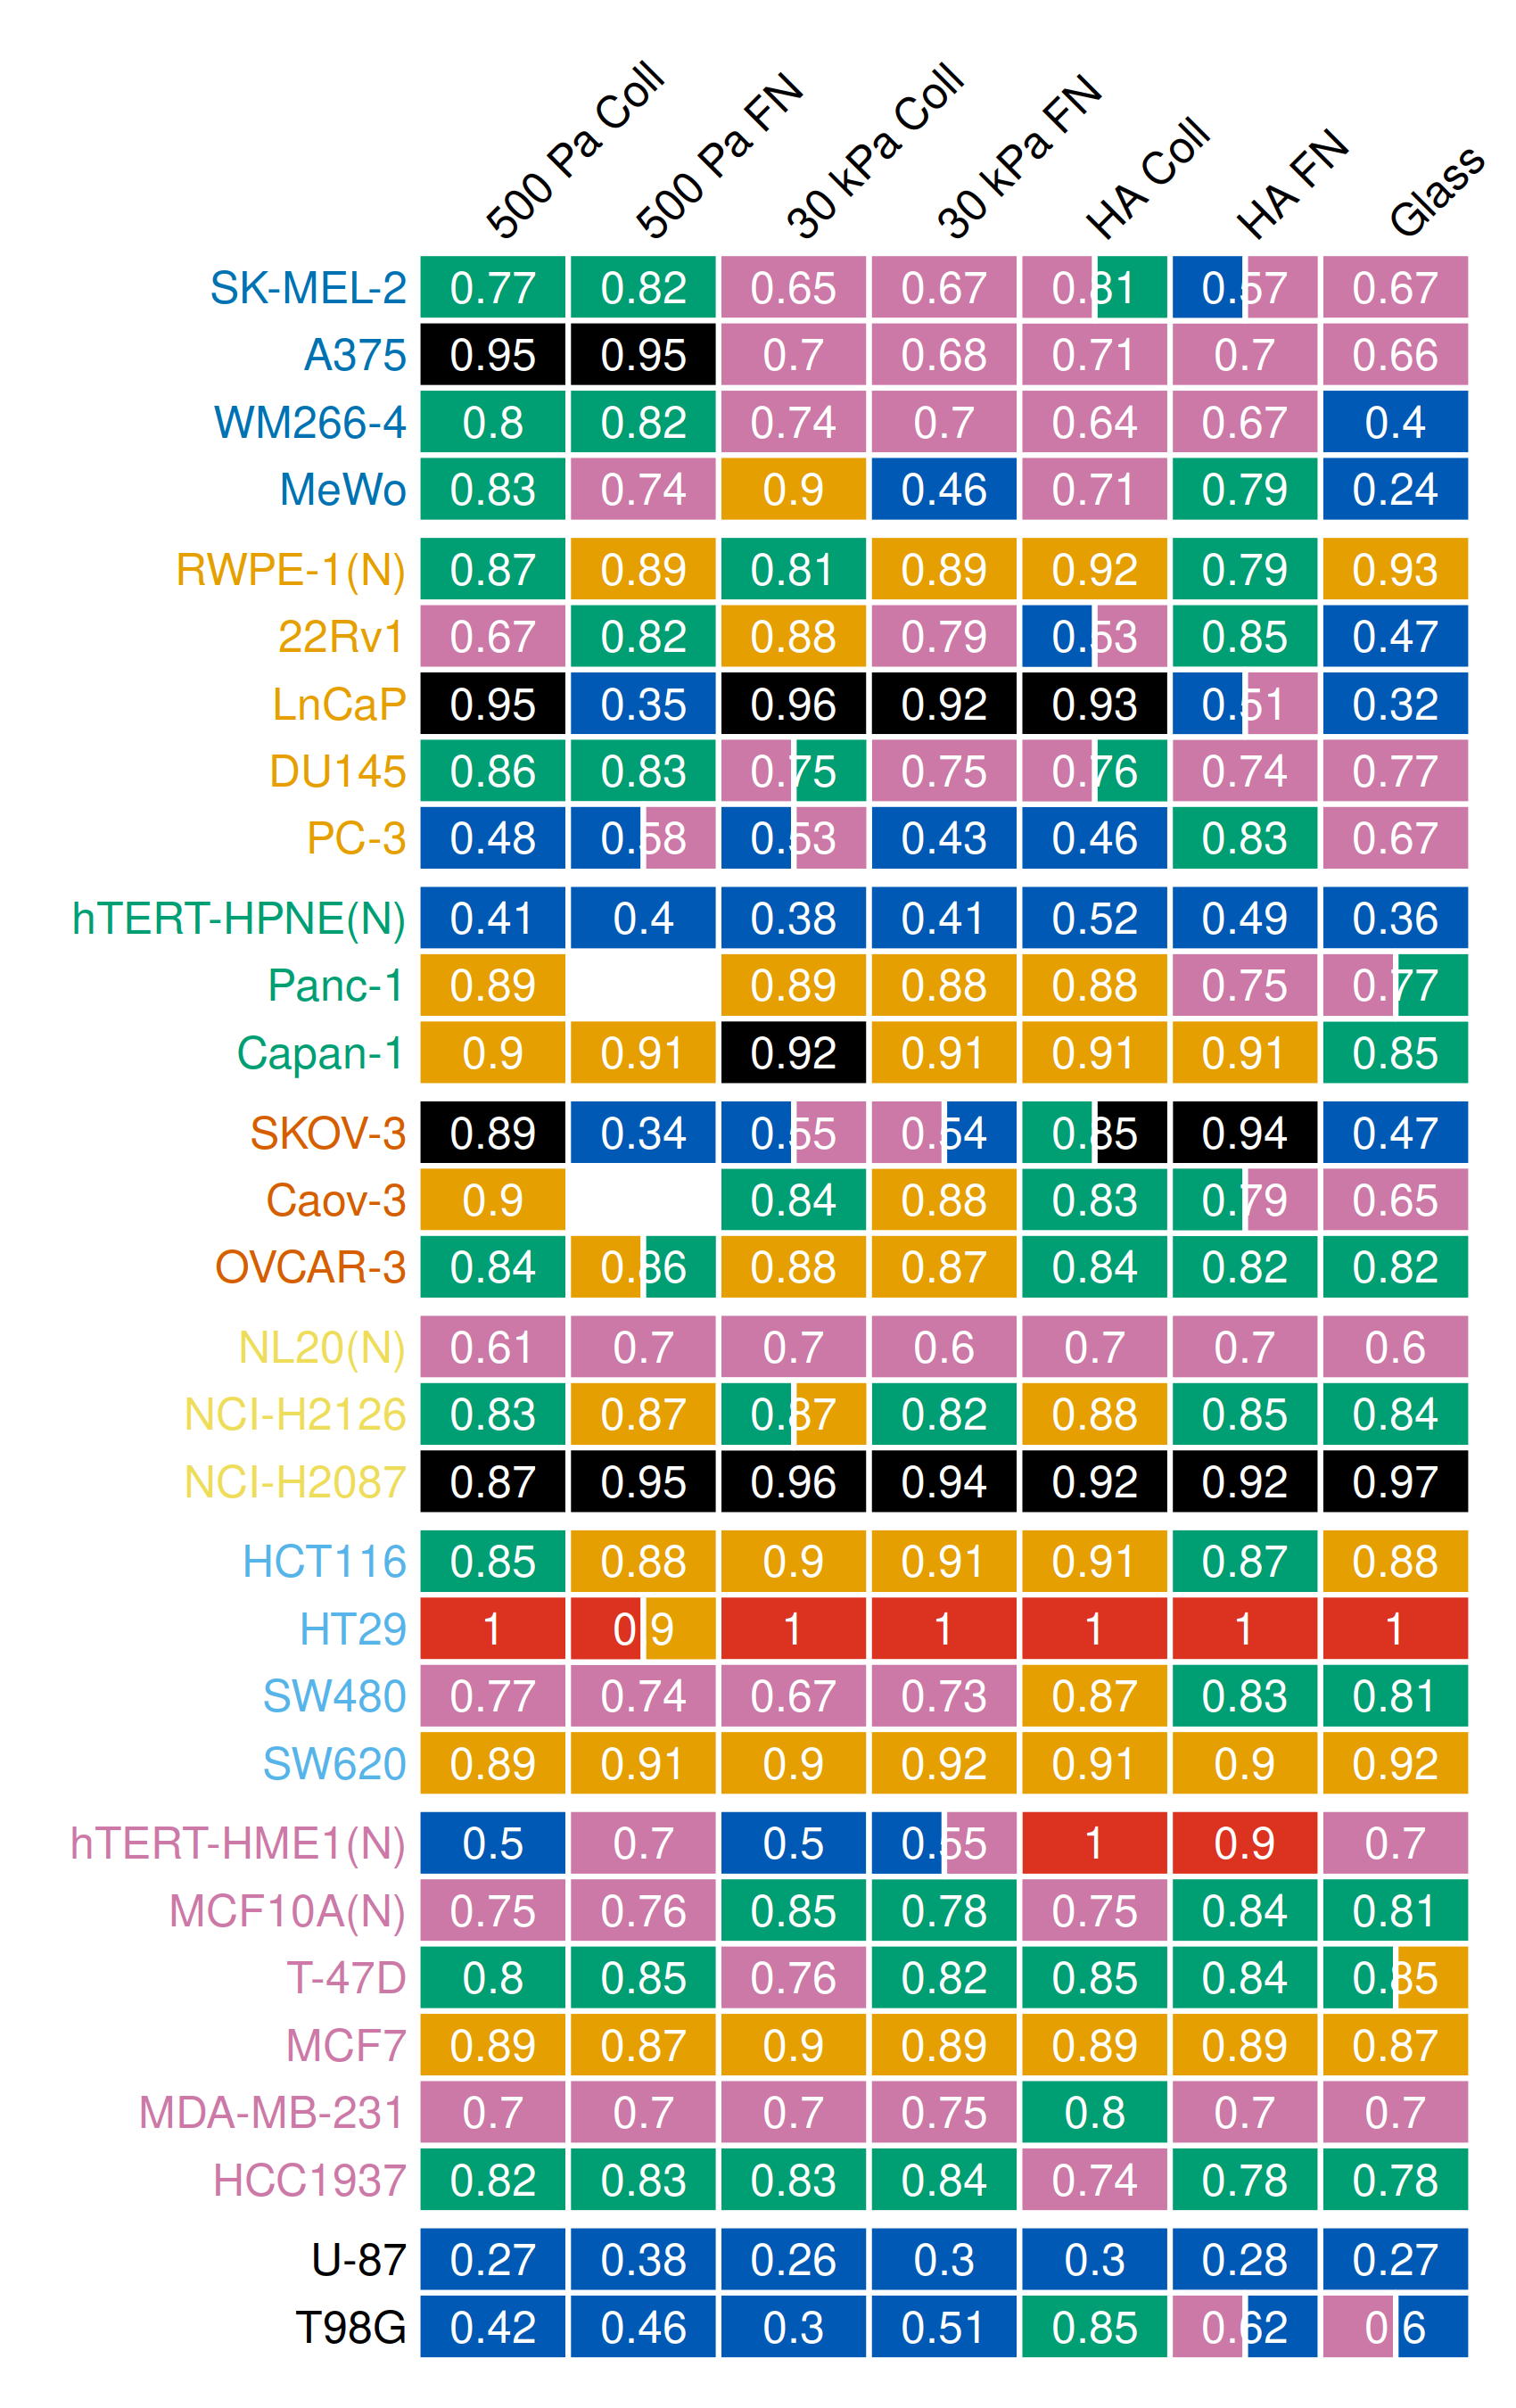 500 Pa Coll 500 Pa FN 30 kPa Coll 30 kPa FN HA Coll HA FN Glass
SK-MEL-2 0.77 0.82 0.65 0.67 0.81 0.57 0.67
A375 0.95 0.95 0.7 0.68 0.71 0.7 0.66
WM266-4 0.8 0.82 0.74 0.7 0.64 0.67 0.4
MeWo 0.83 0.74 0.9 0.46 0.71 0.79 0.24
RWPE-1(N) 0.87 0.89 0.81 0.89 0.92 0.79 0.93
22Rv1 0.67 0.82 0.88 0.79 0.53 0.85 0.47
LnCaP 0.95 0.35 0.96 0.92 0.93 0.51 0.32
DU145 0.86 0.83 0.75 0.75 0.76 0.74 0.77
PC-3 0.48 0.58 0.53 0.43 0.46 0.83 0.67
hTERT-HPNE(N) 0.41 0.4 0.38 0.41 0.52 0.49 0.36
Panc-1 0.89 0.89 0.88 0.88 0.75 0.77
Capan-1 0.9 0.91 0.92 0.91 0.91 0.91 0.85
SKOV-3 0.89 0.34 0.55 0.54 0.85 0.94 0.47
Caov-3 0.9 0.84 0.88 0.83 0.79 0.65
OVCAR-3 0.84 0.86 0.88 0.87 0.84 0.82 0.82
NL20(N) 0.61 0.7 0.7 0.6 0.7 0.7 0.6
NCI-H2126 0.83 0.87 0.87 0.82 0.88 0.85 0.84
NCI-H2087 0.87 0.95 0.96 0.94 0.92 0.92 0.97
HCT116 0.85 0.88 0.9 0.91 0.91 0.87 0.88
HT29 1 0.9 1 1 1 1 1
SW480 0.77 0.74 0.67 0.73 0.87 0.83 0.81
SW620 0.89 0.91 0.9 0.92 0.91 0.9 0.92
hTERT-HME1(N) 0.5 0.7 0.5 0.55 1 0.9 0.7
MCF10A(N) 0.75 0.76 0.85 0.78 0.75 0.84 0.81
T-47D 0.8 0.85 0.76 0.82 0.85 0.84 0.85
MCF7 0.89 0.87 0.9 0.89 0.89 0.89 0.87
MDA-MB-231 0.7 0.7 0.7 0.75 0.8 0.7 0.7
HCC1937 0.82 0.83 0.83 0.84 0.74 0.78 0.78
U-87 0.27 0.38 0.26 0.3 0.3 0.28 0.27
T98G 0.42 0.46 0.3 0.51 0.85 0.62 0.6